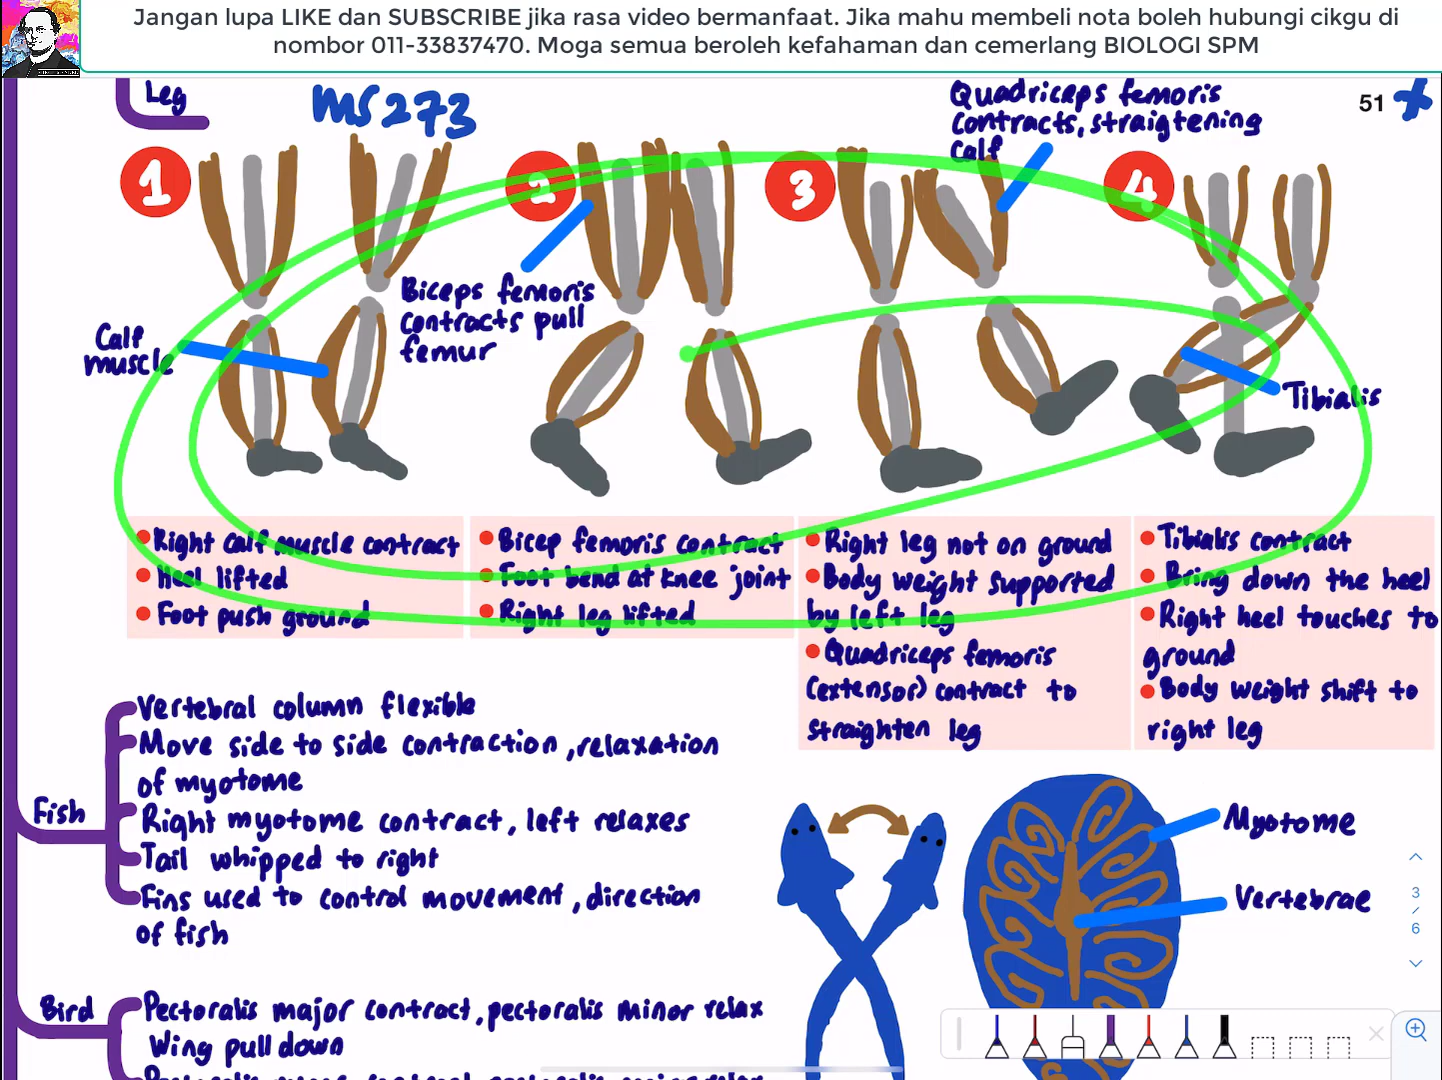 Jangan lupa LIKE dan SUBSCRIBE jika rasa video bermanfaat. Jika mahu membeli nota boleh hubungi cikgu di
nombor 011-33837470. Moga semua beroleh kefahaman dan cemerlang BIOLOGI SPM
Leg
ms 273
51
1
2
3
4
Quadriceps femoris
contracts, straigtening
calf
Biceps femoris
contracts pull
femur
Calf
muscle
Tibialis
Right calf muscle contract
Heel lifted
Foot push ground
Bicep femoris contract
Foot bend at knee joint
Right leg lifted
Right leg not on ground
Body weight supported
by left leg
Quadriceps femoris
(extensor) contract to
straighten leg
Tibialis contract
Bring down the heel
Right heel touches to
ground
Body weight shift to
right leg
Fish
Vertebral column flexible
Move side to side contraction, relaxation
of myotome
Right myotome contract, left relaxes
Tail whipped to right
Fins used to control movement, direction
of fish
Myotome
Vertebrae
3
/
6
Bird
Pectoralis major contract, pectoralis minor relax
Wing pull down